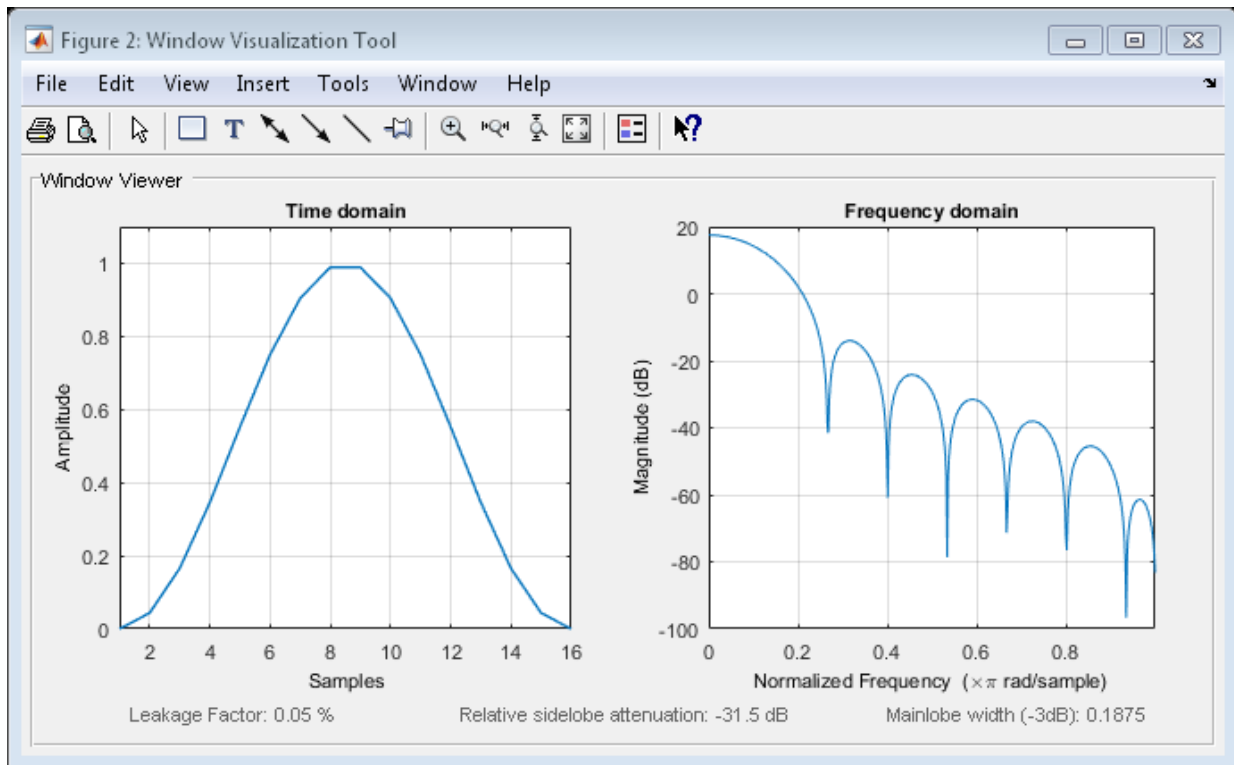 Figure 2: Window Visualization Tool
File Edit View Insert Tools Window Help
T
?
Window Viewer
Time domain
1
0.8
0.6
0.4
0.2
0
Amplitude
2 4 6 8 10 12 14 16
Samples
Frequency domain
20
0
-20
-40
-60
-80
-100
Magnitude (dB)
0 0.2 0.4 0.6 0.8
Normalized Frequency (×π rad/sample)
Leakage Factor: 0.05 %
Relative sidelobe attenuation: -31.5 dB
Mainlobe width (-3dB): 0.1875